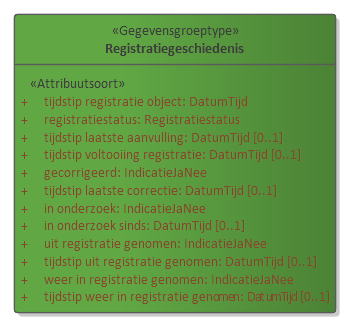 «Gegevensgroeptype»
Registratiegeschiedenis
«Attribuutsoort»
+ tijdstip registratie object: DatumTijd
+ registratiestatus: Registratiestatus
+ tijdstip laatste aanvulling: DatumTijd [0..1]
+ tijdstip voltooiing registratie: DatumTijd [0..1]
+ gecorrigeerd: IndicatieJaNee
+ tijdstip laatste correctie: DatumTijd [0..1]
+ in onderzoek: IndicatieJaNee
+ in onderzoek sinds: DatumTijd [0..1]
+ uit registratie genomen: IndicatieJaNee
+ tijdstip uit registratie genomen: DatumTijd [0..1]
+ weer in registratie genomen: IndicatieJaNee
+ tijdstip weer in registratie genomen: DatumTijd [0..1]